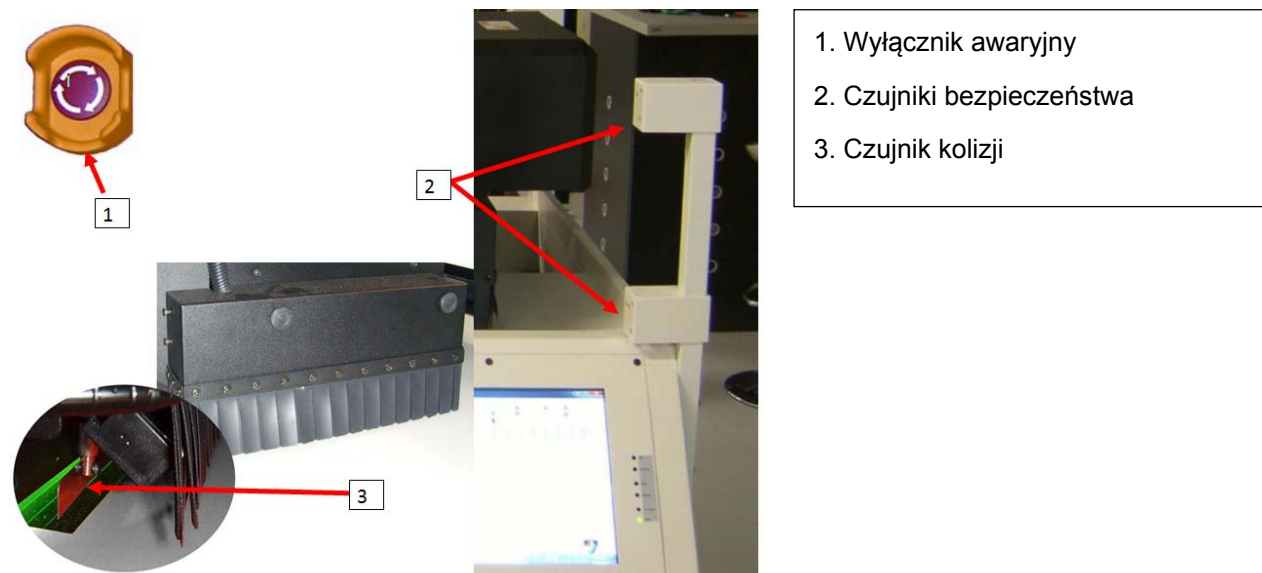 1. Wyłącznik awaryjny
2. Czujniki bezpieczeństwa
3. Czujnik kolizji
1
2
3